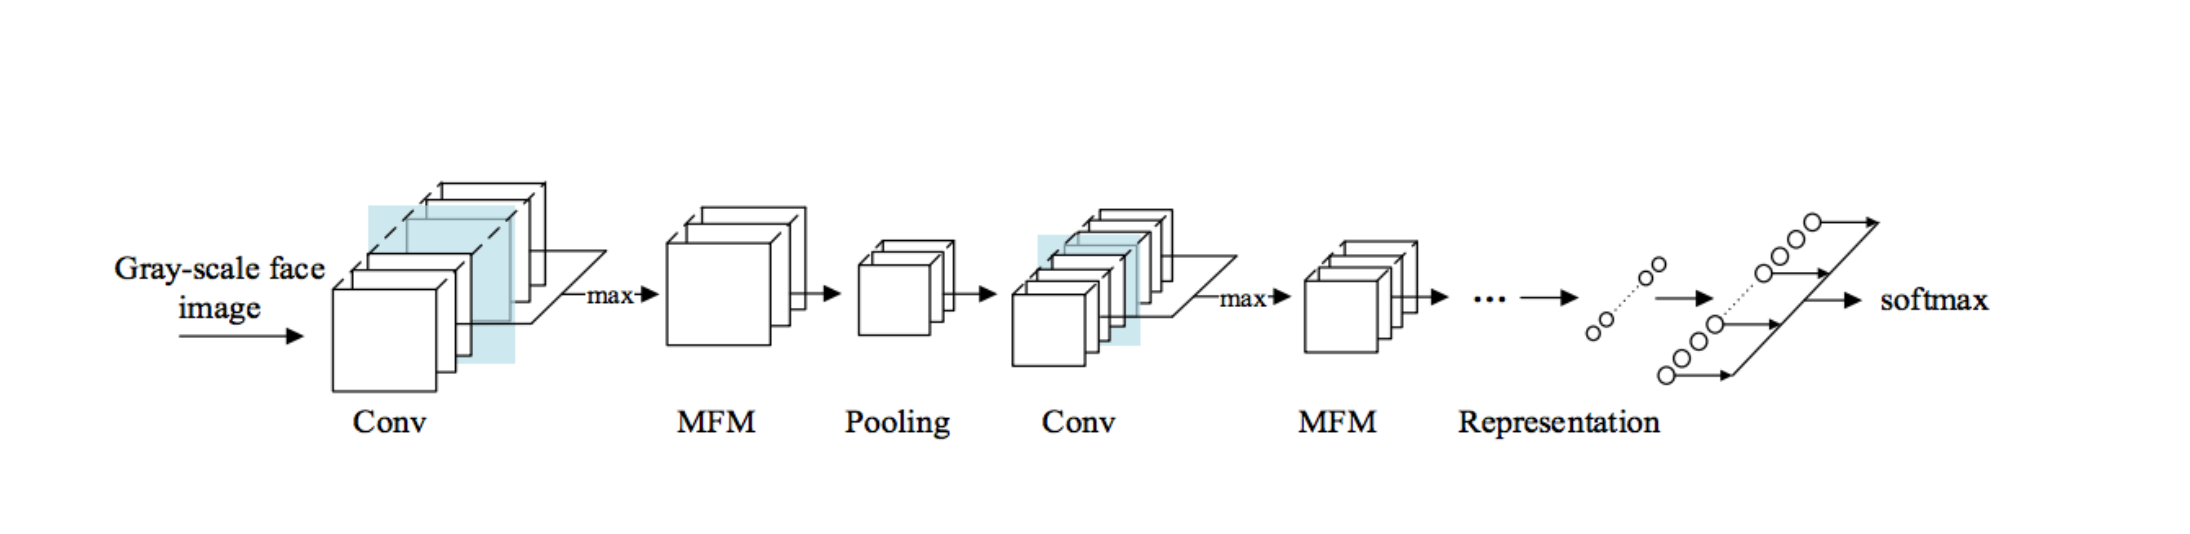 Gray-scale face
image
max
max
...
softmax
Conv
MFM
Pooling
Conv
MFM
Representation